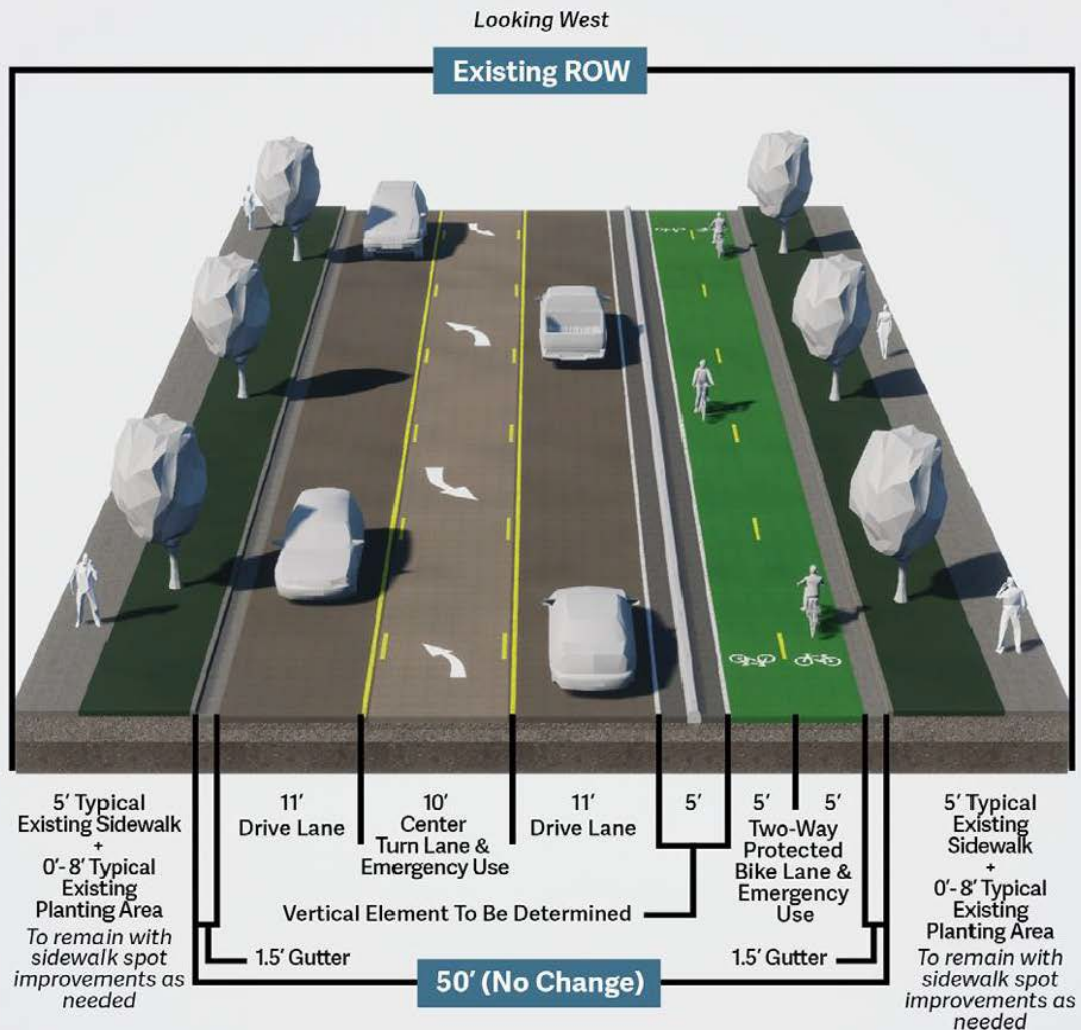 Looking West
Existing ROW
5' Typical
Existing Sidewalk
+
0'- 8' Typical
Existing
Planting Area
To remain with
sidewalk spot
improvements as
needed
1.5' Gutter
11'
Drive Lane
10'
Center
Turn Lane &
Emergency Use
11'
Drive Lane
5'
Vertical Element To Be Determined
5' 5'
Two-Way
Protected
Bike Lane &
Emergency
Use
1.5' Gutter
5' Typical
Existing
Sidewalk
+
0'- 8' Typical
Existing
Planting Area
To remain with
sidewalk spot
improvements as
needed
50' (No Change)